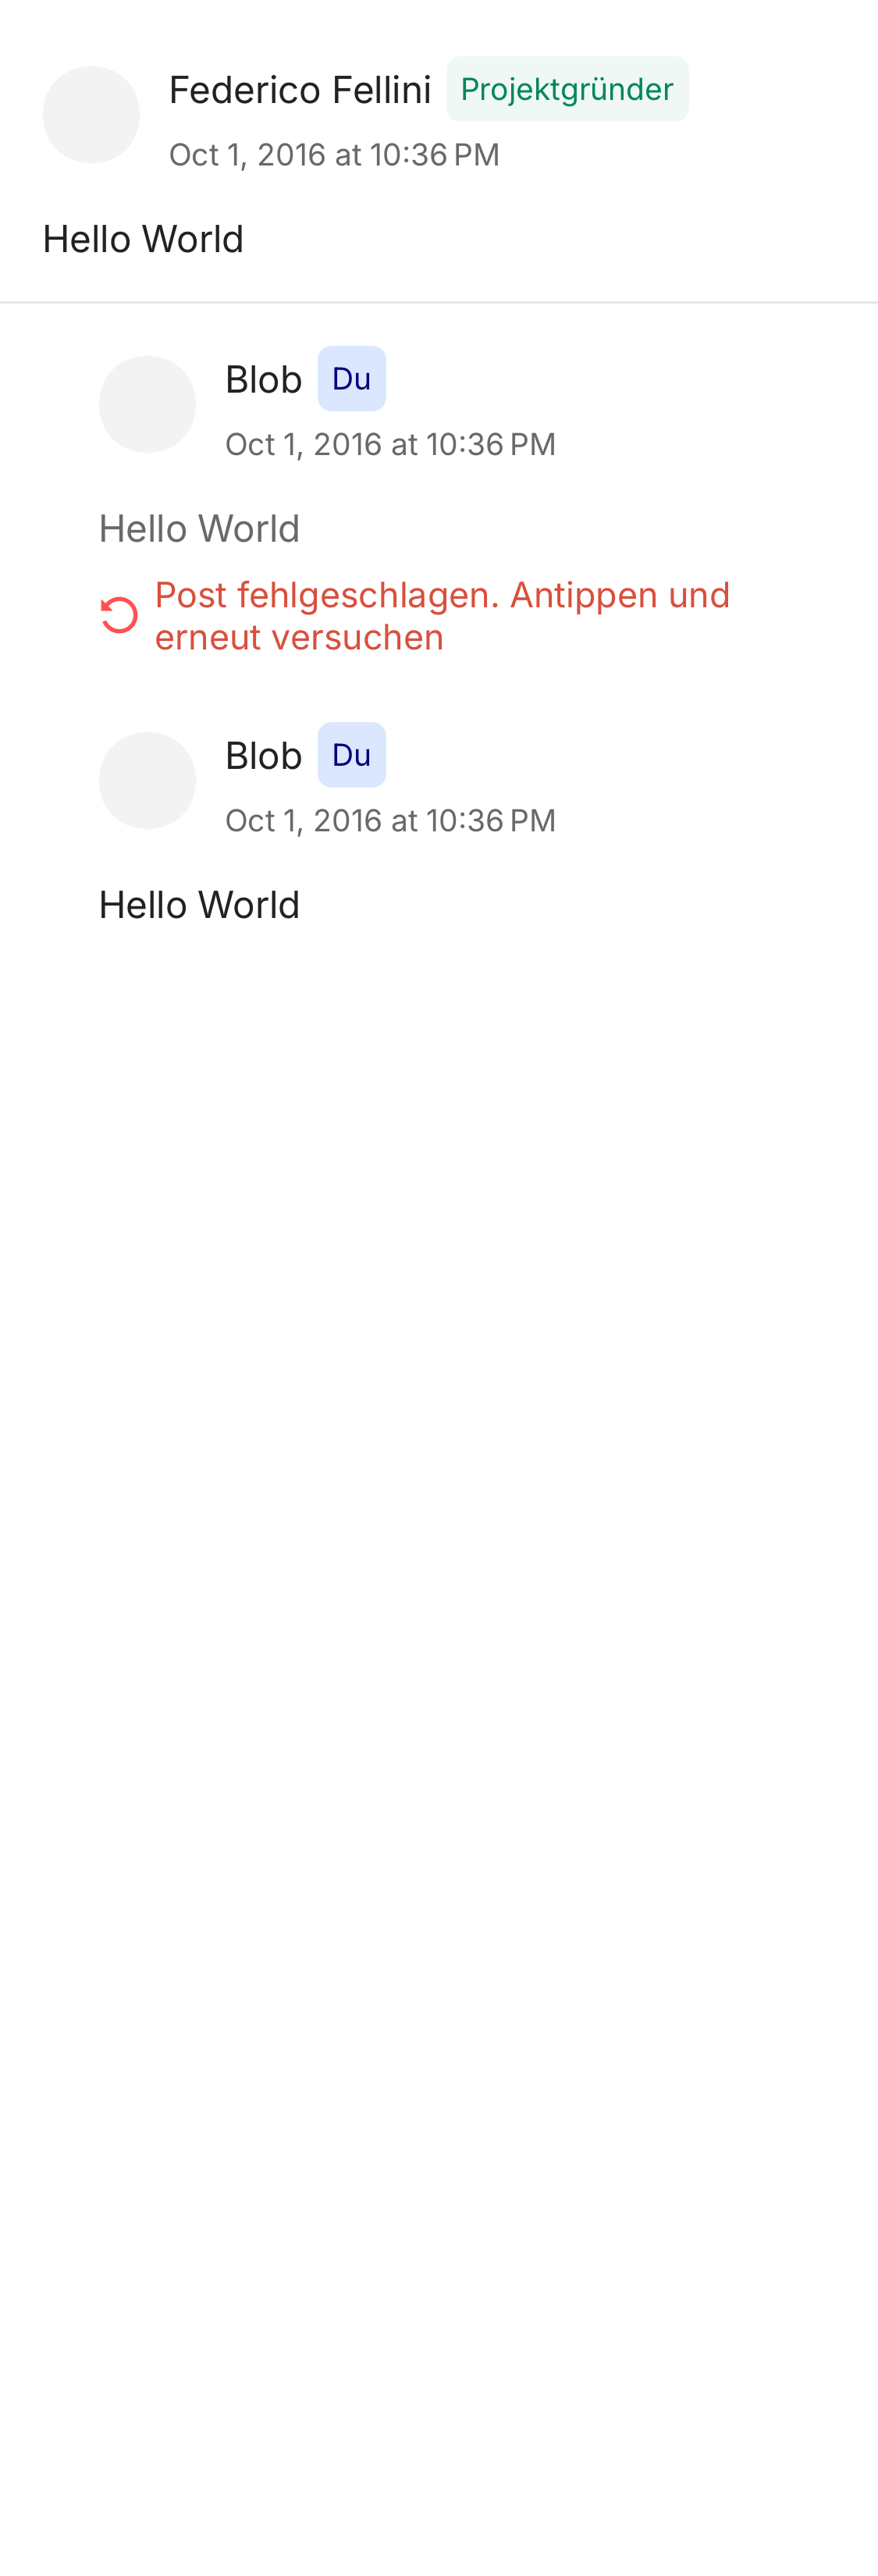 Federico Fellini Projektgründer
Oct 1, 2016 at 10:36 PM
Hello World
Blob Du
Oct 1, 2016 at 10:36 PM
Hello World
Post fehlgeschlagen. Antippen und
erneut versuchen
Blob Du
Oct 1, 2016 at 10:36 PM
Hello World